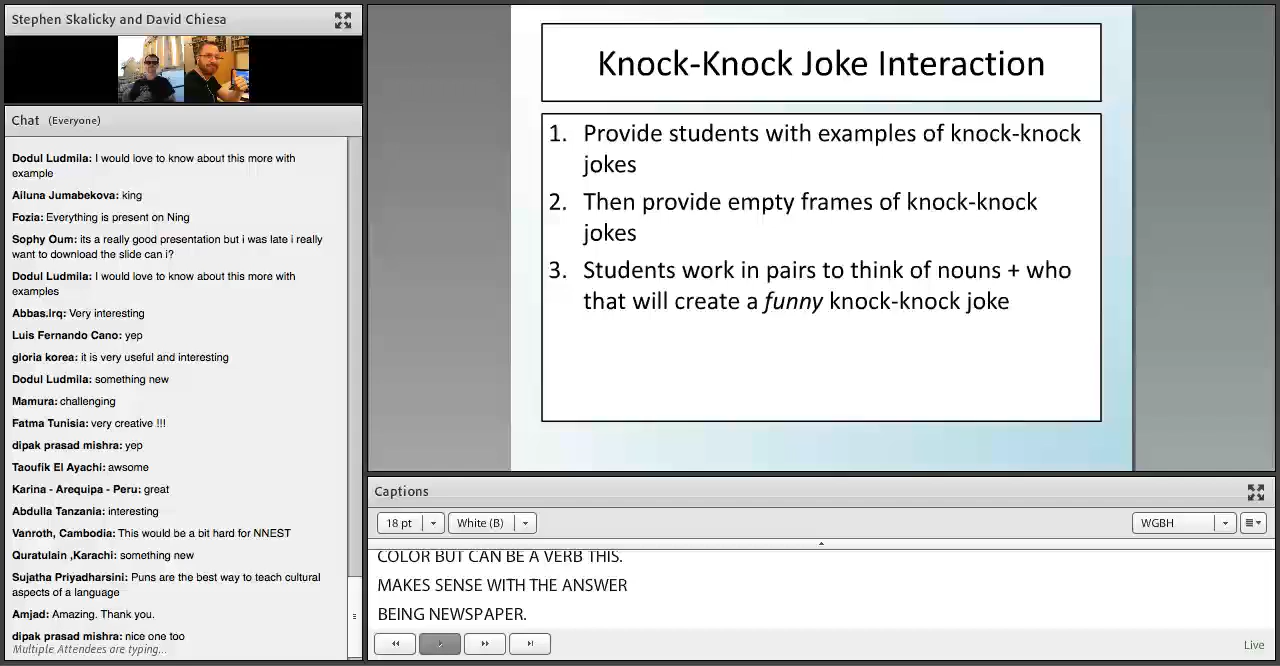 Stephen Skalicky and David Chiesa
Chat (Everyone)
Dodul Ludmila: I would love to know about this more with
example
Ailuna Jumabekova: king
Fozia: Everything is present on Ning
Sophy Oum: its a really good presentation but i was late i really
want to download the slide can i?
Dodul Ludmila: I would love to know about this more with
examples
Abbas.Irq: Very interesting
Luis Fernando Cano: yep
gloria korea: it is very useful and interesting
Dodul Ludmila: something new
Mamura: challenging
Fatma Tunisia: very creative !!!
dipak prasad mishra: yep
Taoufik El Ayachi: awsome
Karina - Arequipa - Peru: great
Abdulla Tanzania: interesting
Vanroth, Cambodia: This would be a bit hard for NNEST
Quratulain ,Karachi: something new
Sujatha Priyadharsini: Puns are the best way to teach cultural
aspects of a language
Amjad: Amazing. Thank you.
dipak prasad mishra: nice one too
Multiple Attendees are typing...
Knock-Knock Joke Interaction
1. Provide students with examples of knock-knock
jokes
2. Then provide empty frames of knock-knock
jokes
3. Students work in pairs to think of nouns + who
that will create a funny knock-knock joke
Captions
18 pt
White (B)
WGBH
COLOR BUT CAN BE A VERB THIS.
MAKES SENSE WITH THE ANSWER
BEING NEWSPAPER.
Live